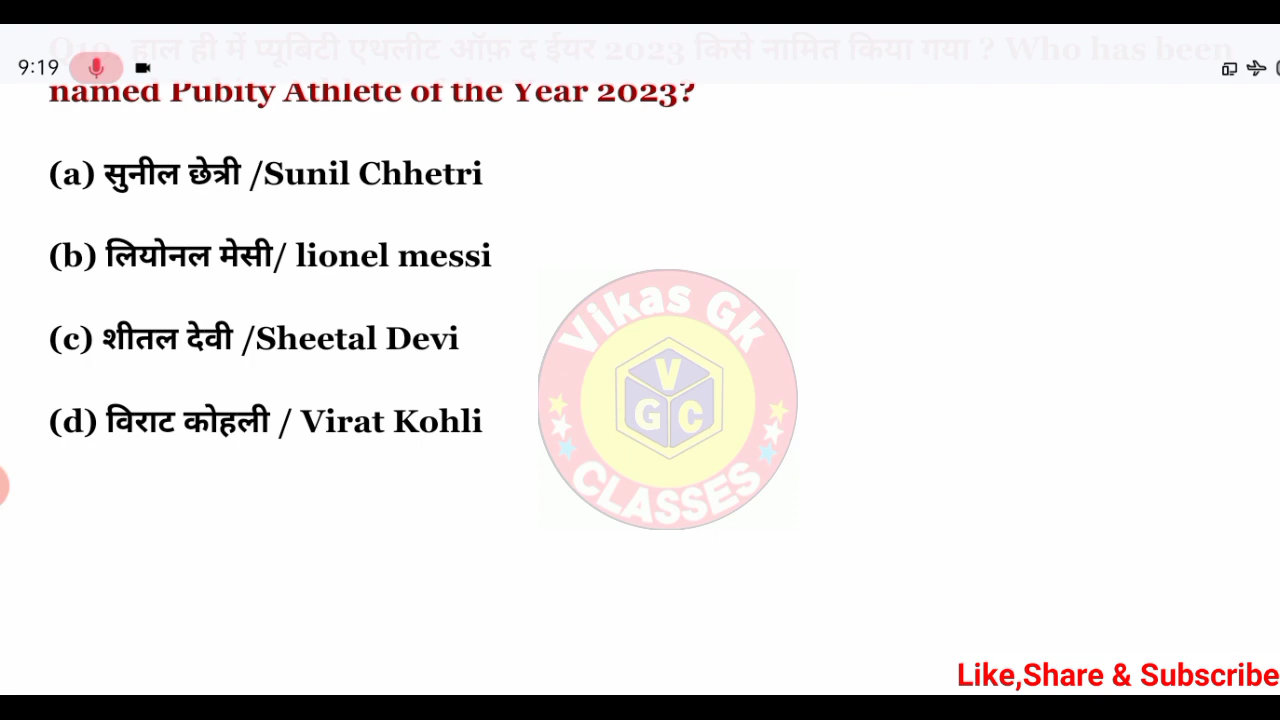 Q10. हाल ही में प्यूबिटी एथलीट ऑफ़ द ईयर 2023 किसे नामित किया गया ? Who has been
9:19
named Pubity Athlete of the Year 2023?
(a) सुनील छेत्री /Sunil Chhetri
(b) लियोनल मेसी/ lionel messi
(c) शीतल देवी /Sheetal Devi
(d) विराट कोहली / Virat Kohli
Vikas Gk
V
G C
CLASSES
Like,Share & Subscribe